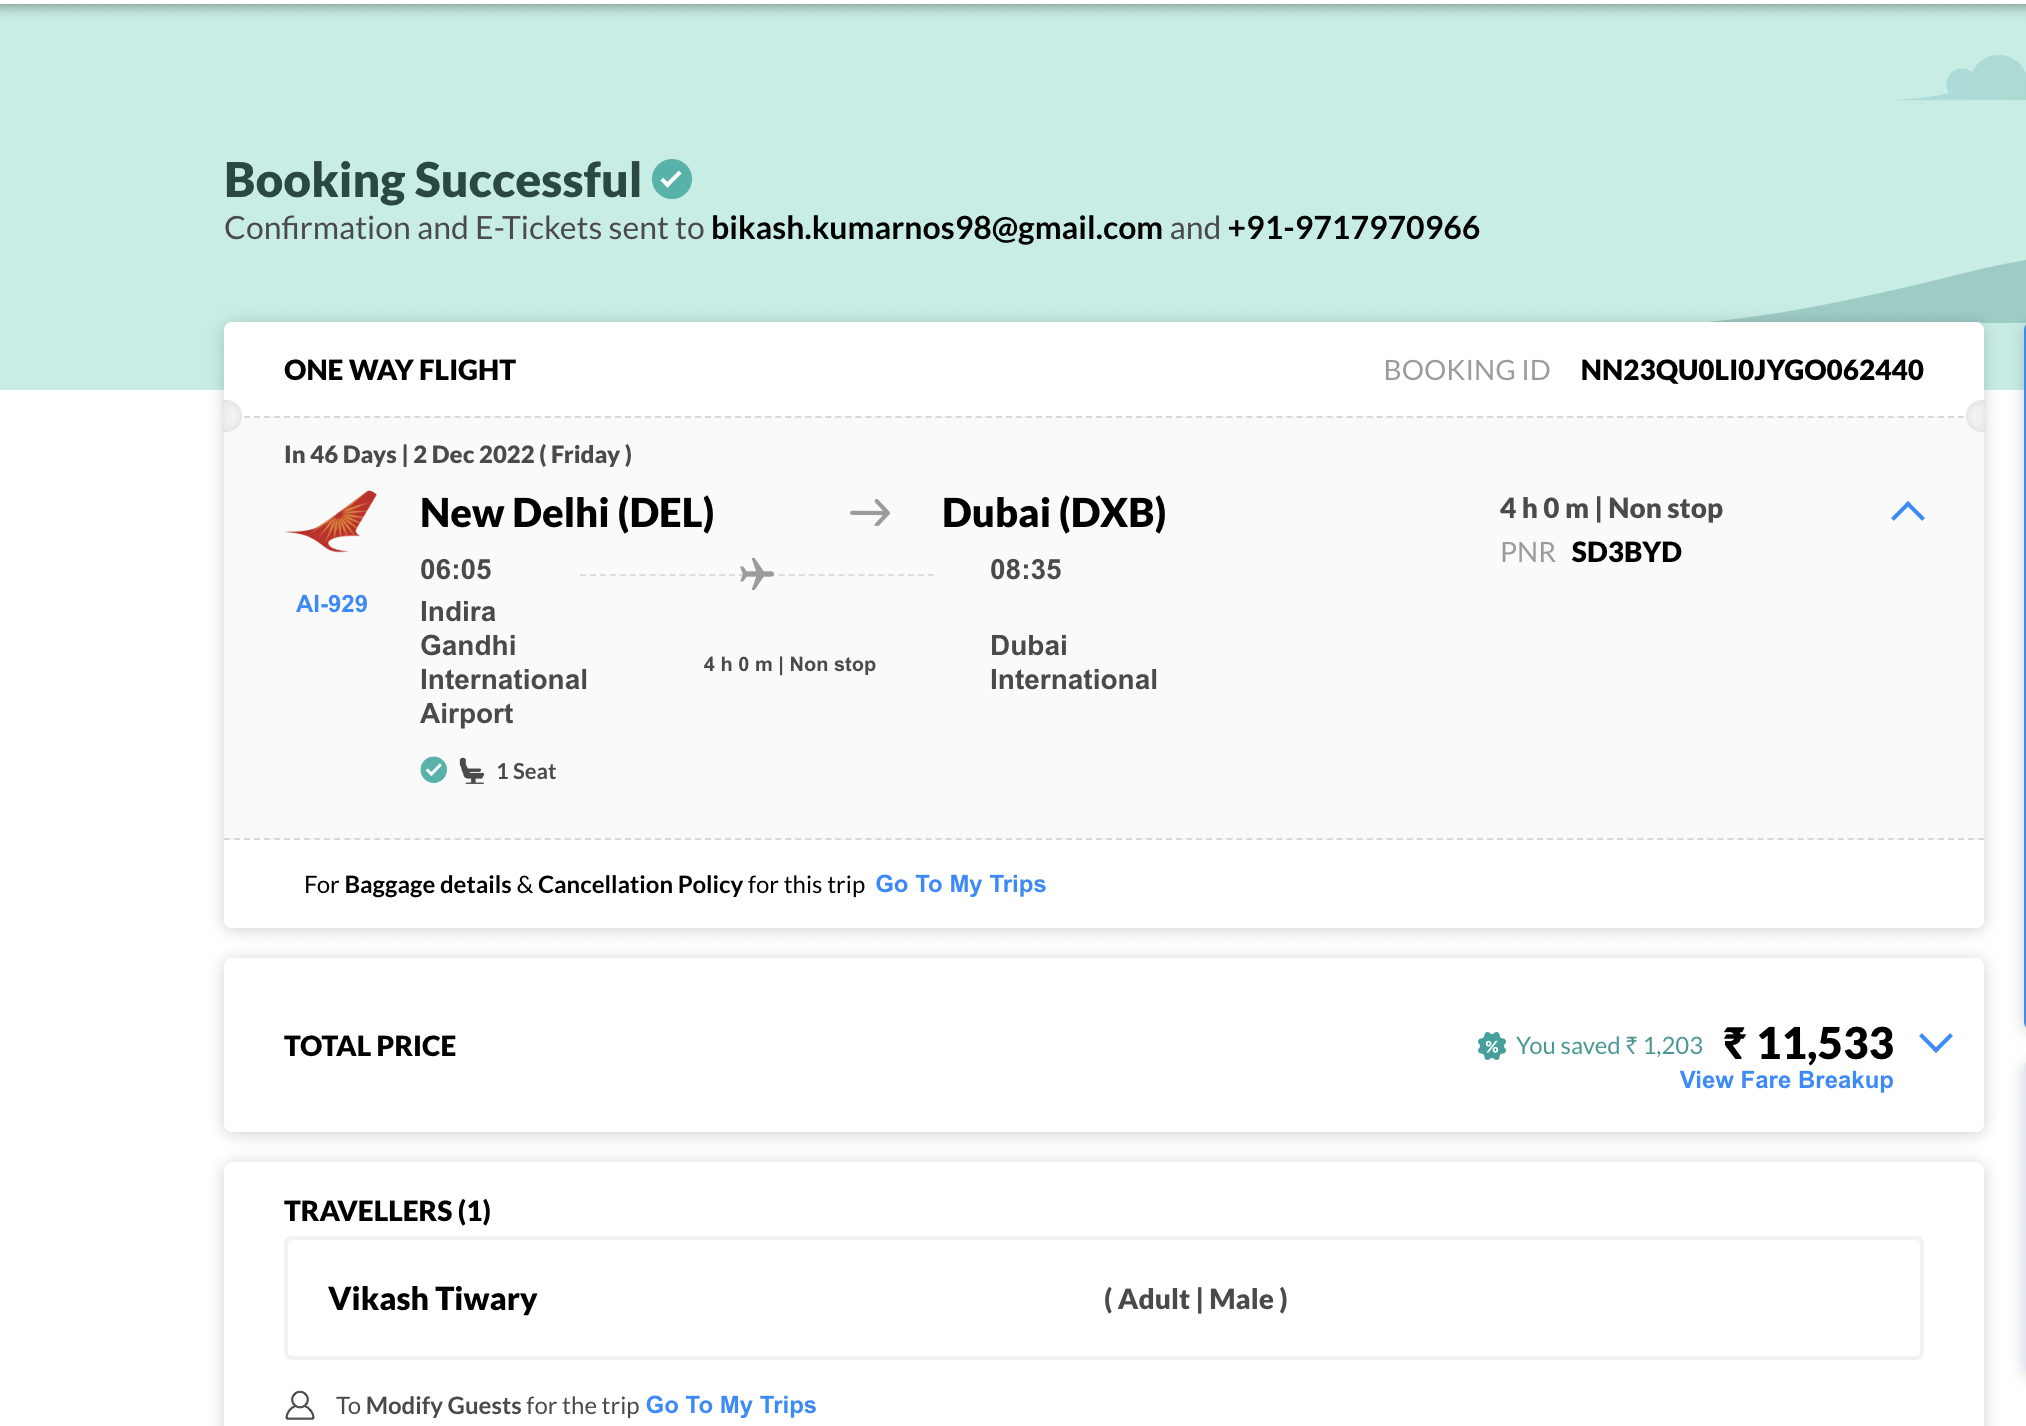 Booking Successful
Confirmation and E-Tickets sent to bikash.kumarnos98@gmail.com and +91-9717970966
ONE WAY FLIGHT BOOKING ID NN23QU0LI0JYGO062440
In 46 Days | 2 Dec 2022 ( Friday )
New Delhi (DEL) → Dubai (DXB) 4 h 0 m | Non stop
PNR SD3BYD
06:05 08:35
AI-929
Indira
Gandhi
International
Airport
4 h 0 m | Non stop
Dubai
International
1 Seat
For Baggage details & Cancellation Policy for this trip Go To My Trips
TOTAL PRICE % You saved ₹ 1,203 ₹ 11,533
View Fare Breakup
TRAVELLERS (1)
Vikash Tiwary ( Adult | Male )
To Modify Guests for the trip Go To My Trips